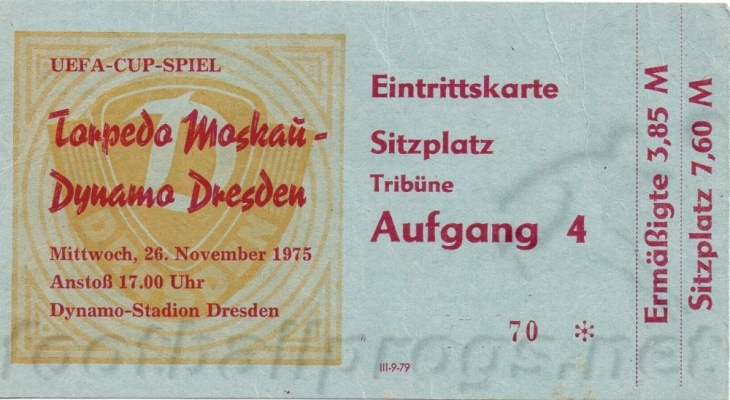 UEFA-CUP-SPIEL
Torpedo Moskau -
Dynamo Dresden
Mittwoch, 26. November 1975
Anstoß 17.00 Uhr
Dynamo-Stadion Dresden
Eintrittskarte
Sitzplatz
Tribüne
Aufgang 4
70 *
III-9-79
Ermäßigte 3,85 M
Sitzplatz 7,60 M